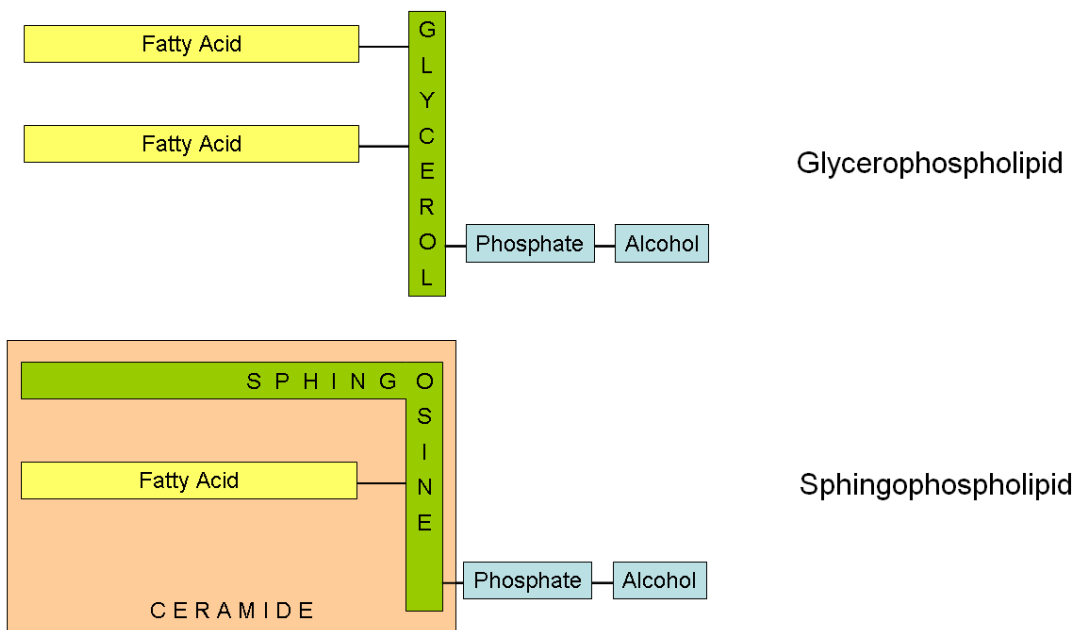 Fatty Acid
GLYCEROL
Fatty Acid
Glycerophospholipid
Phosphate
Alcohol
SPHINGOSINE
Fatty Acid
Sphingophospholipid
Phosphate
Alcohol
CERAMIDE